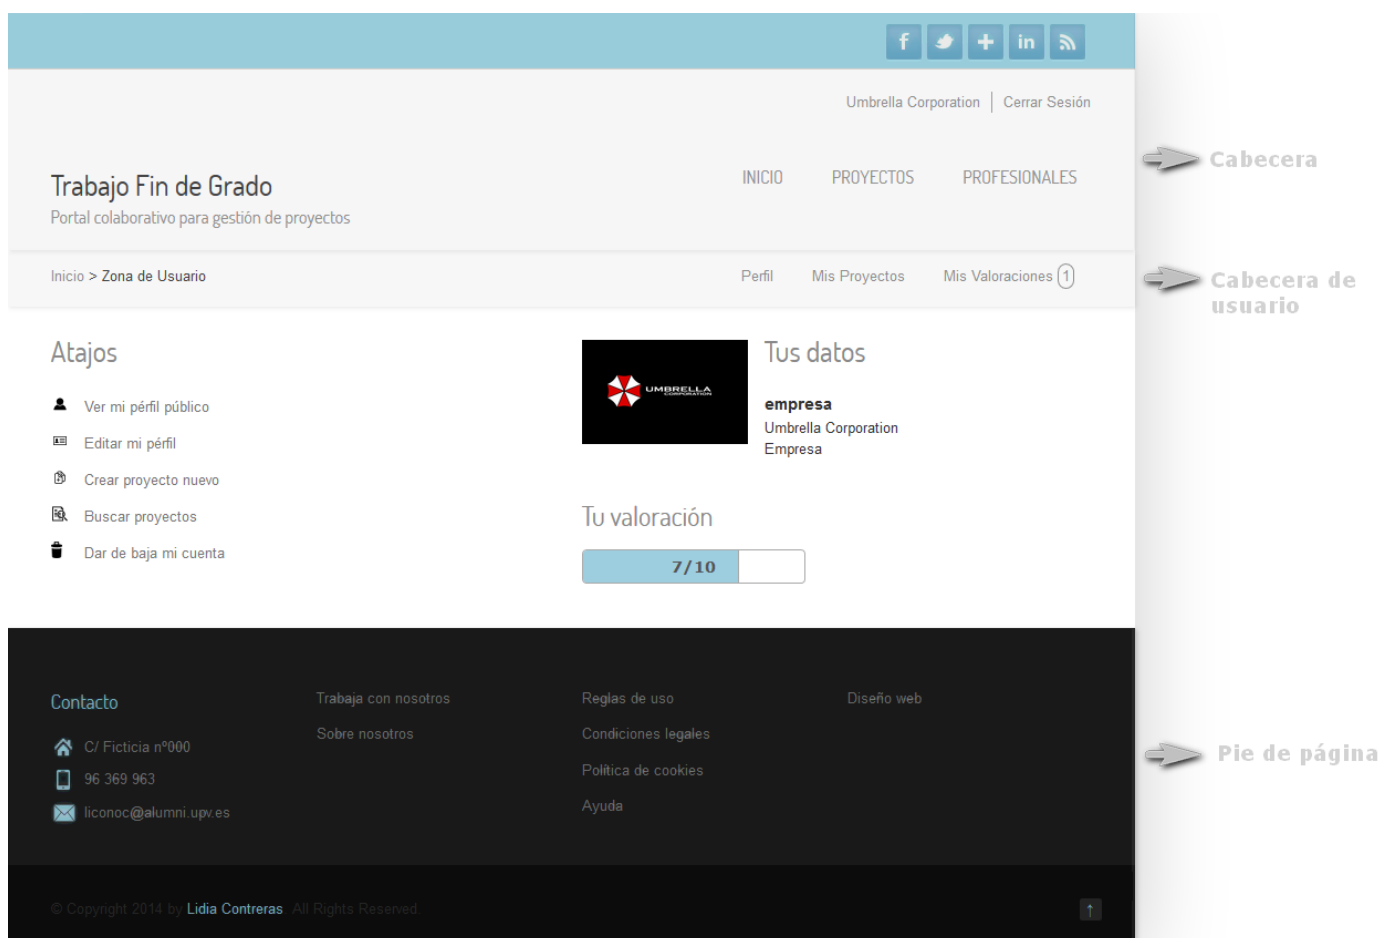 Umbrella Corporation | Cerrar Sesión
Cabecera
Trabajo Fin de Grado
Portal colaborativo para gestión de proyectos
INICIO PROYECTOS PROFESIONALES
Inicio > Zona de Usuario
Perfil Mis Proyectos Mis Valoraciones 1
Cabecera de
usuario
Atajos
Ver mi pérfil público
Editar mi pérfil
Crear proyecto nuevo
Buscar proyectos
Dar de baja mi cuenta
UMBRELLA
CORPORATION
Tus datos
empresa
Umbrella Corporation
Empresa
Tu valoración
7/10
Contacto
C/ Ficticia nº000
96 369 963
liconoc@alumni.upv.es
Trabaja con nosotros
Sobre nosotros
Reglas de uso
Condiciones legales
Política de cookies
Ayuda
Diseño web
Pie de página
© Copyright 2014 by Lidia Contreras. All Rights Reserved.